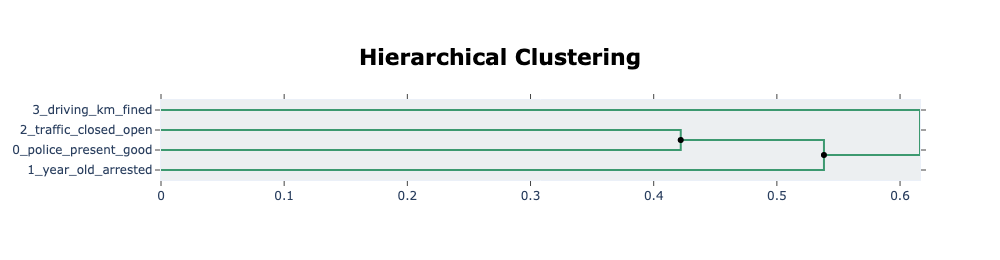 Hierarchical Clustering
3_driving_km_fined
2_traffic_closed_open
0_police_present_good
1_year_old_arrested
0 0.1 0.2 0.3 0.4 0.5 0.6